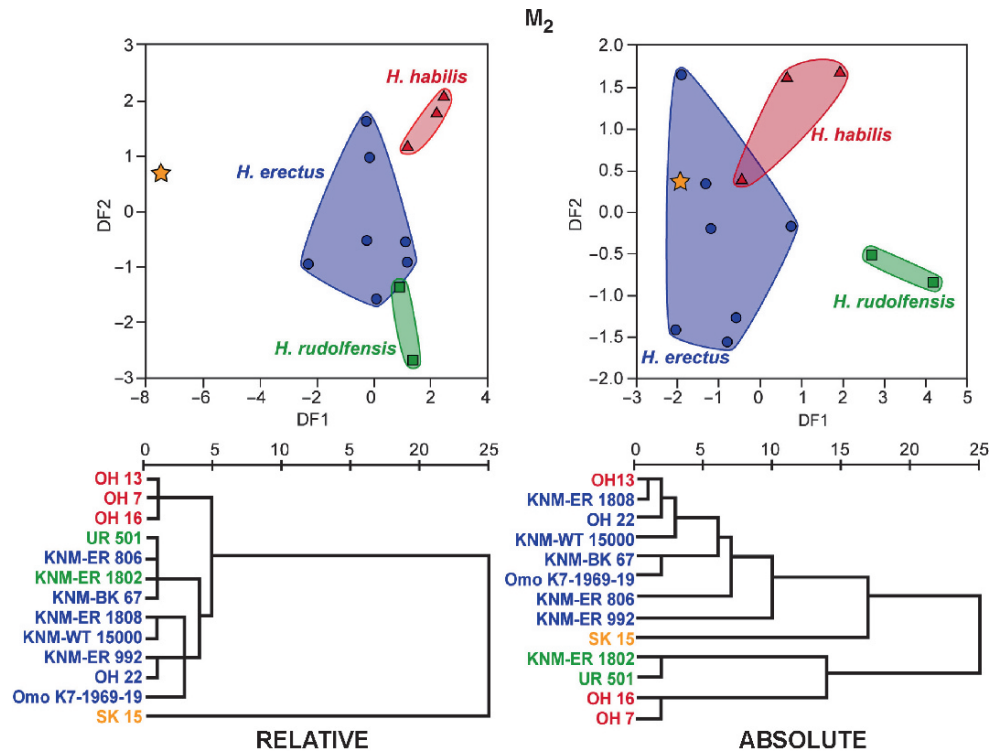 M2
3
2
1
0
−1
−2
−3
DF2
−8
−6
−4
−2
0
2
4
DF1
H. habilis
H. erectus
H. rudolfensis
2.0
1.5
1.0
0.5
0.0
−0.5
−1.0
−1.5
−2.0
DF2
−3
−2
−1
0
1
2
3
4
5
DF1
H. habilis
H. rudolfensis
H. erectus
0 5 10 5 20 25
OH 13
OH 7
OH 16
UR 501
KNM-ER 806
KNM-ER 1802
KNM-BK 67
KNM-ER 1808
KNM-WT 15000
KNM-ER 992
OH 22
Omo K7-1969-19
SK 15
RELATIVE
0 5 10 15 20 25
OH13
KNM-ER 1808
OH 22
KNM-WT 15000
KNM-BK 67
Omo K7-1969-19
KNM-ER 806
KNM-ER 992
SK 15
KNM-ER 1802
UR 501
OH 16
OH 7
ABSOLUTE